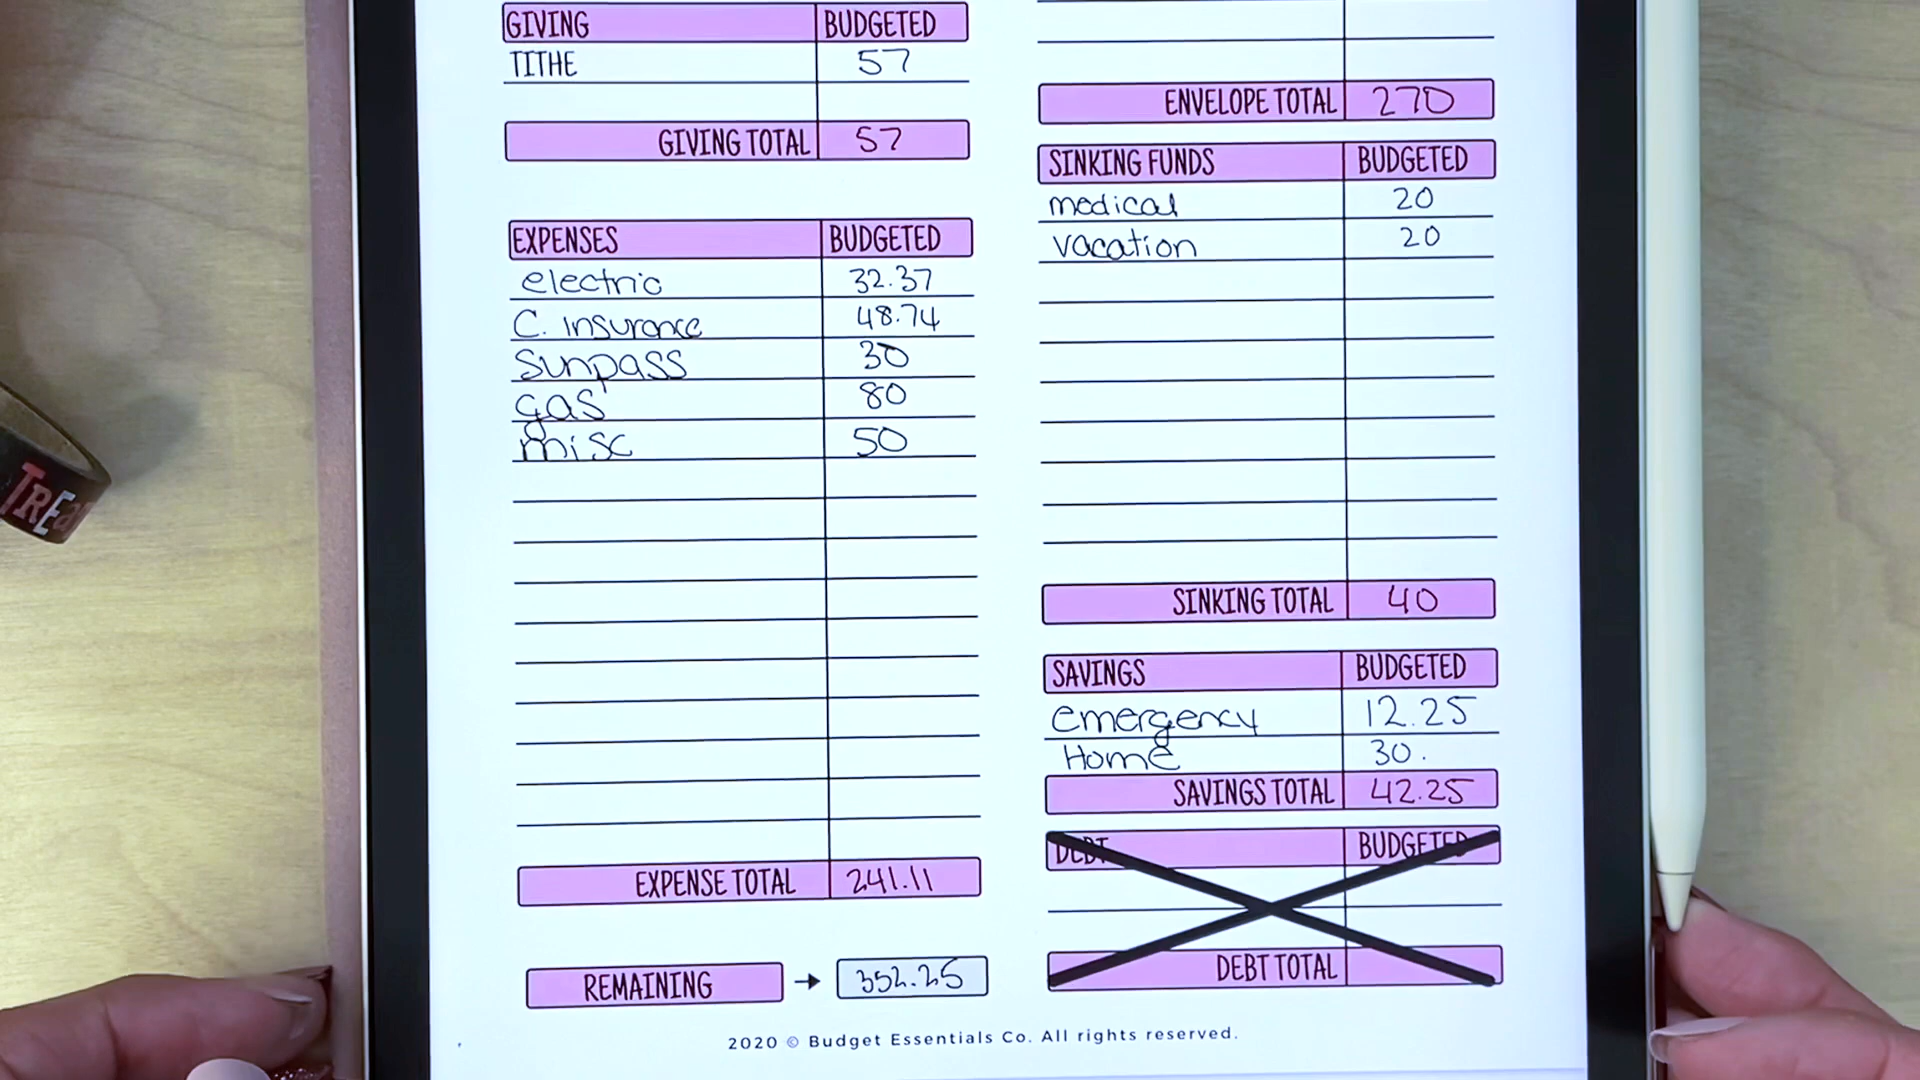 GIVING BUDGETED
TITHE 57
GIVING TOTAL 57
EXPENSES BUDGETED
electric 32.37
C. insurance 48.74
Sunpass 30
gas 80
misc 50
EXPENSE TOTAL 241.11
REMAINING → 352.25
ENVELOPE TOTAL 270
SINKING FUNDS BUDGETED
medical 20
vacation 20
SINKING TOTAL 40
SAVINGS BUDGETED
emergency 12.25
Home 30.
SAVINGS TOTAL 42.25
DEBT BUDGETED
DEBT TOTAL
2020 © Budget Essentials Co. All rights reserved.